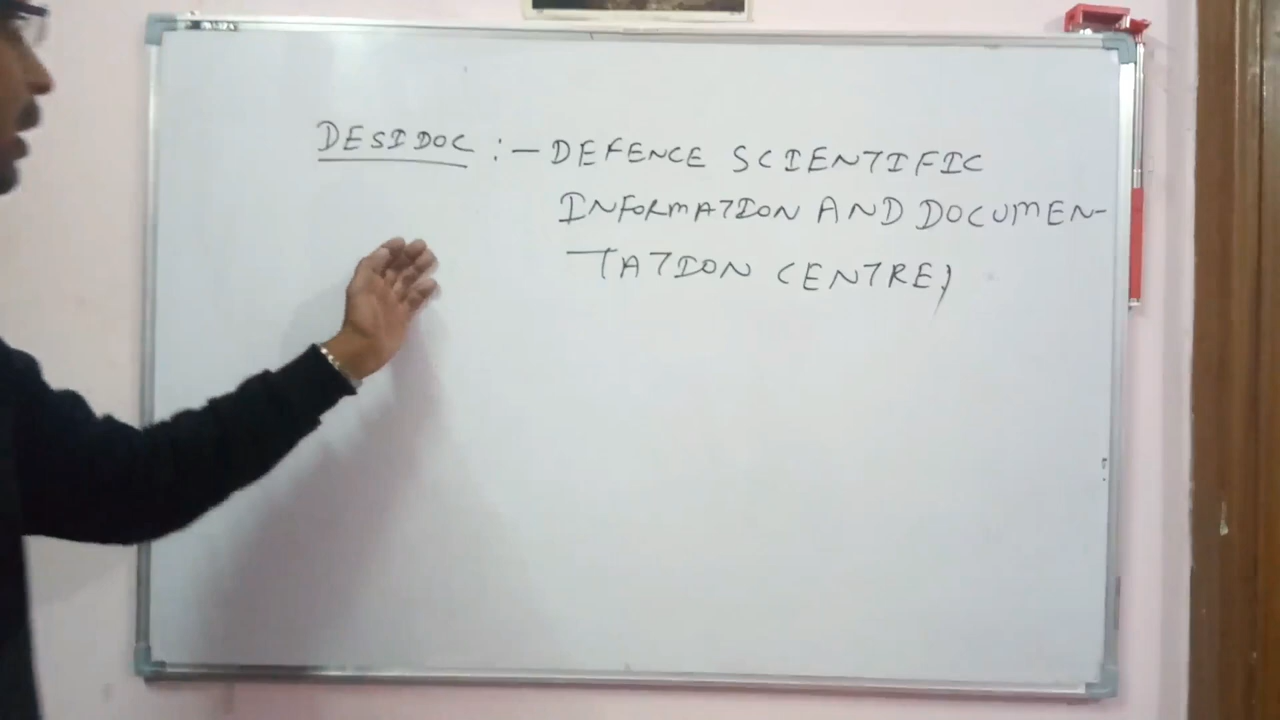 DESIDOC :- DEFENCE SCIENTIFIC
INFORMATION AND DOCUMEN-
TATION CENTRE)